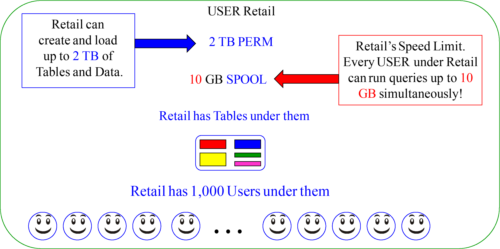 USER Retail
Retail can
create and load
up to 2 TB of
Tables and Data.
2 TB PERM
10 GB SPOOL
Retail's Speed Limit.
Every USER under Retail
can run queries up to 10
GB simultaneously!
Retail has Tables under them
Retail has 1,000 Users under them
...